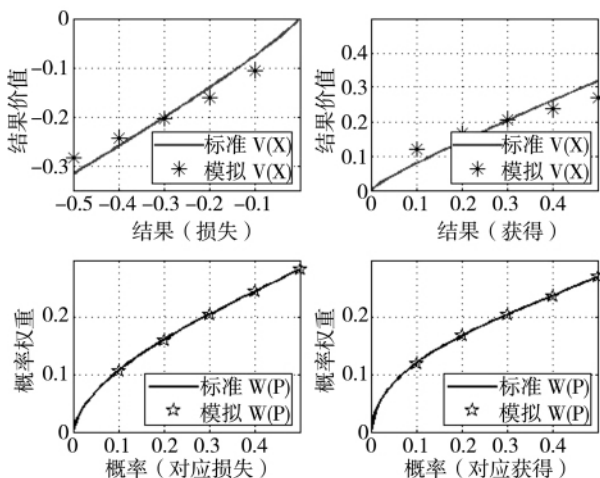 0
-0.1
-0.2
-0.3
结果价值
标准 V(X)
模拟 V(X)
-0.5 -0.4 -0.3 -0.2 -0.1
结果（损失）
0.4
0.3
0.2
0.1
0
结果价值
标准 V(X)
模拟 V(X)
0 0.1 0.2 0.3 0.4
结果（获得）
0.2
0.1
0
概率权重
标准 W(P)
模拟 W(P)
0 0.1 0.2 0.3 0.4
概率（对应损失）
0.2
0.1
0
概率权重
标准 W(P)
模拟 W(P)
0 0.1 0.2 0.3 0.4
概率（对应获得）